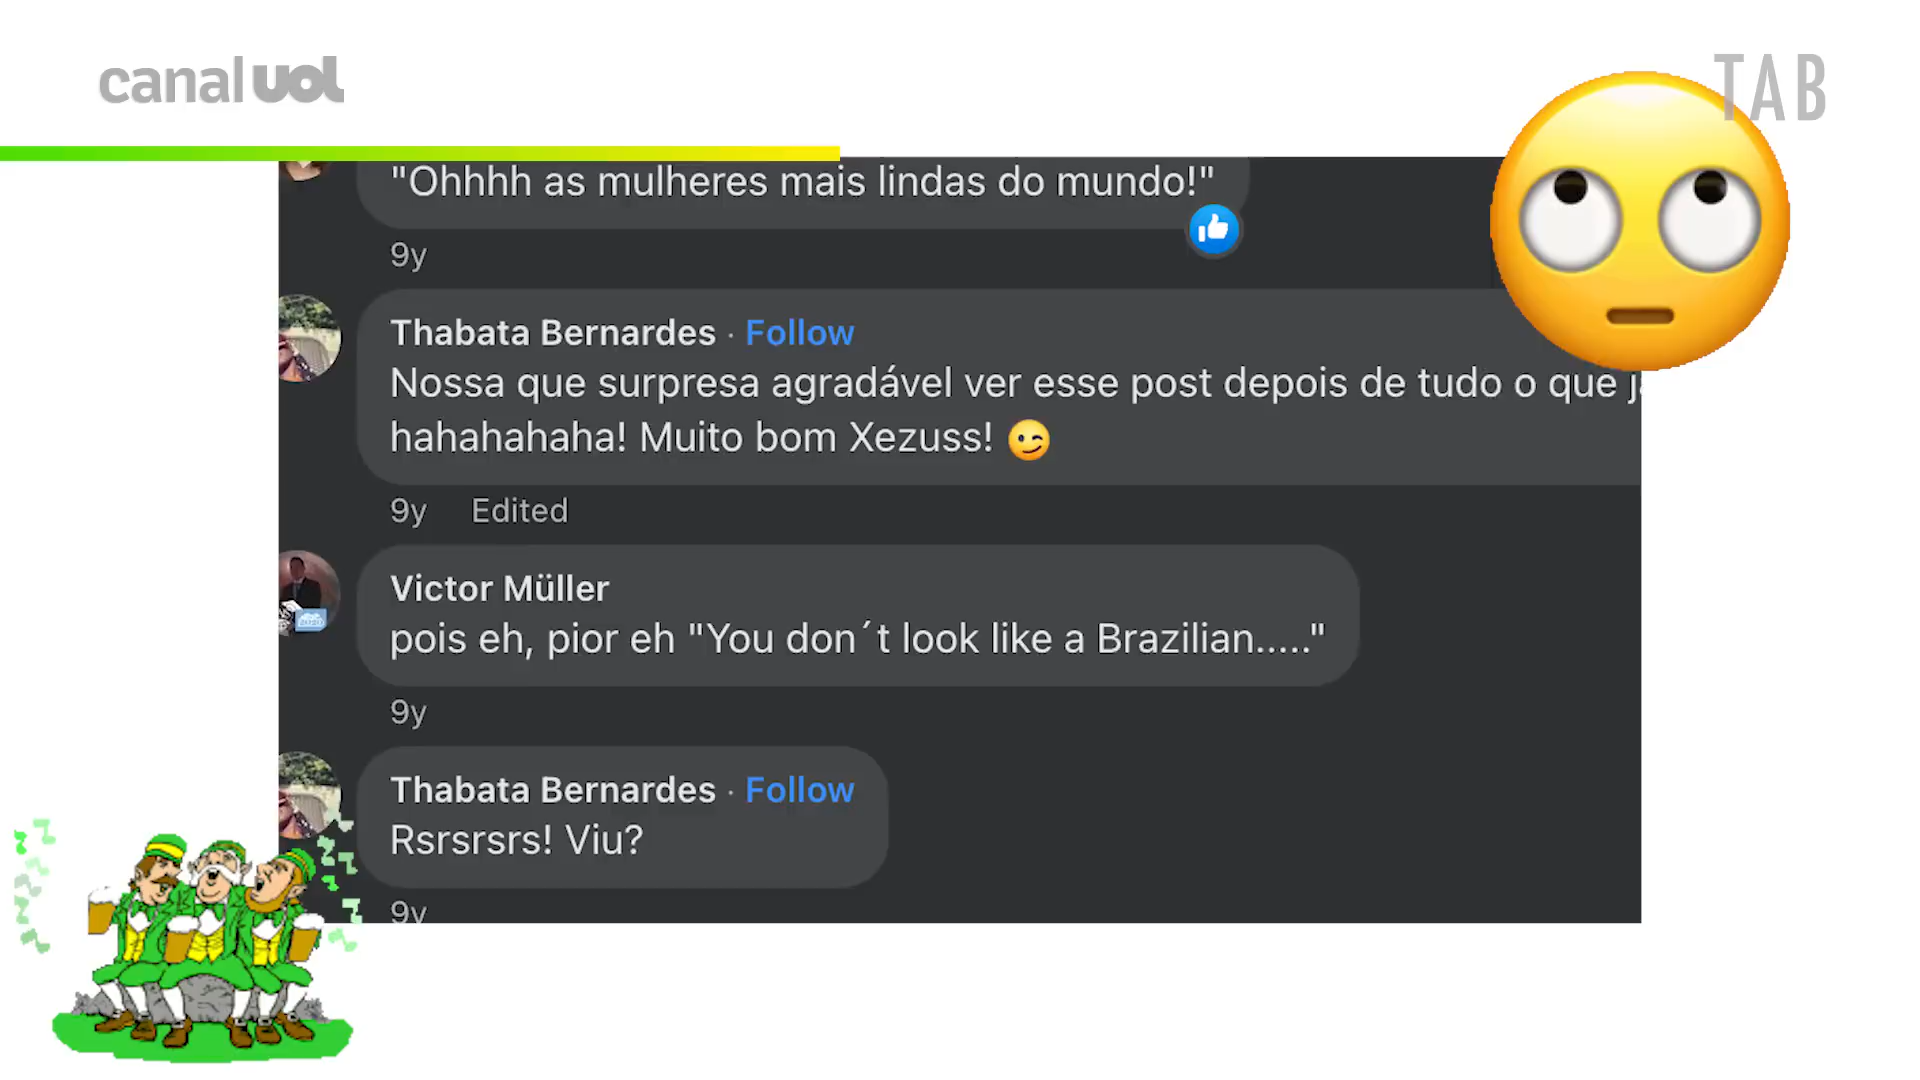 canal uol
TAB
"Ohhhh as mulheres mais lindas do mundo!"
9y
Thabata Bernardes · Follow
Nossa que surpresa agradável ver esse post depois de tudo o que
hahahahaha! Muito bom Xezuss! 😉
9y Edited
Victor Müller
pois eh, pior eh "You don´t look like a Brazilian....."
9y
Thabata Bernardes · Follow
Rsrsrsrs! Viu?
9y